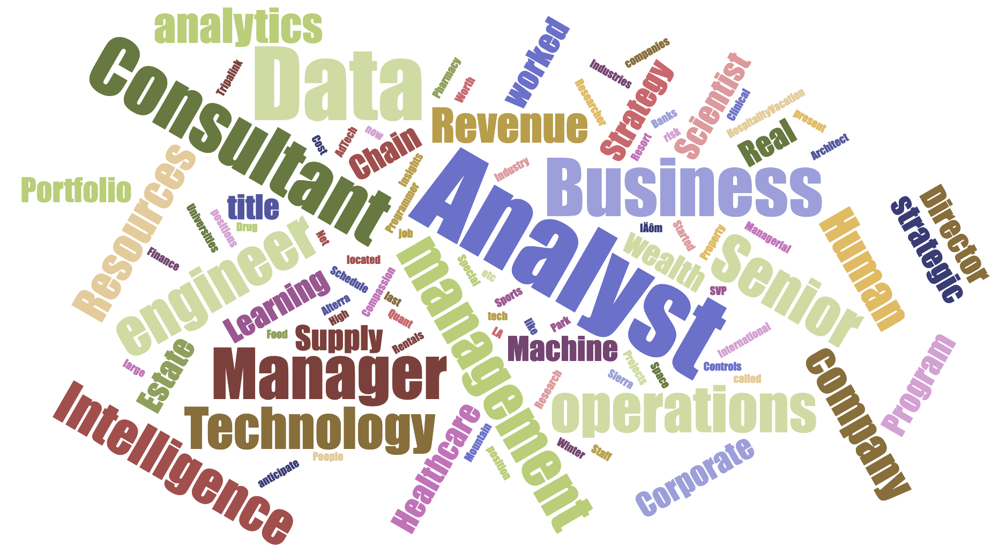 analytics
Data
Consultant
Tripalink
Pharmacy
Worth
Worked
companies
Industries
Researcher
Strategy
Scientist
Clinical
HospitalityVacation
present
Banks
risk
Resort
Real
Architect
Revenue
now
AdTech
Cost
Chain
Insights
Industry
Analyst
Business
Resources
Portfolio
title
Universities
positions
Drug
Programmer
job
Net
engineer
Finance
located
lÄôm
Started
Property
Managerial
Wealth
Senior
Human
Director
strategic
Learning
Schedule
Compassion
last
Alterra
High
Quant
management
Special
etc
Sports
SVP
tech
like
Park
LA
Food
Supply
Rentals
Machine
International
Estate
large
Manager
Projects
Sierra
Space
Controls
called
Company
Program
Intelligence
Technology
Research
operations
Healthcare
Mountain
position
Winter
Staff
People
anticipate
Corporate